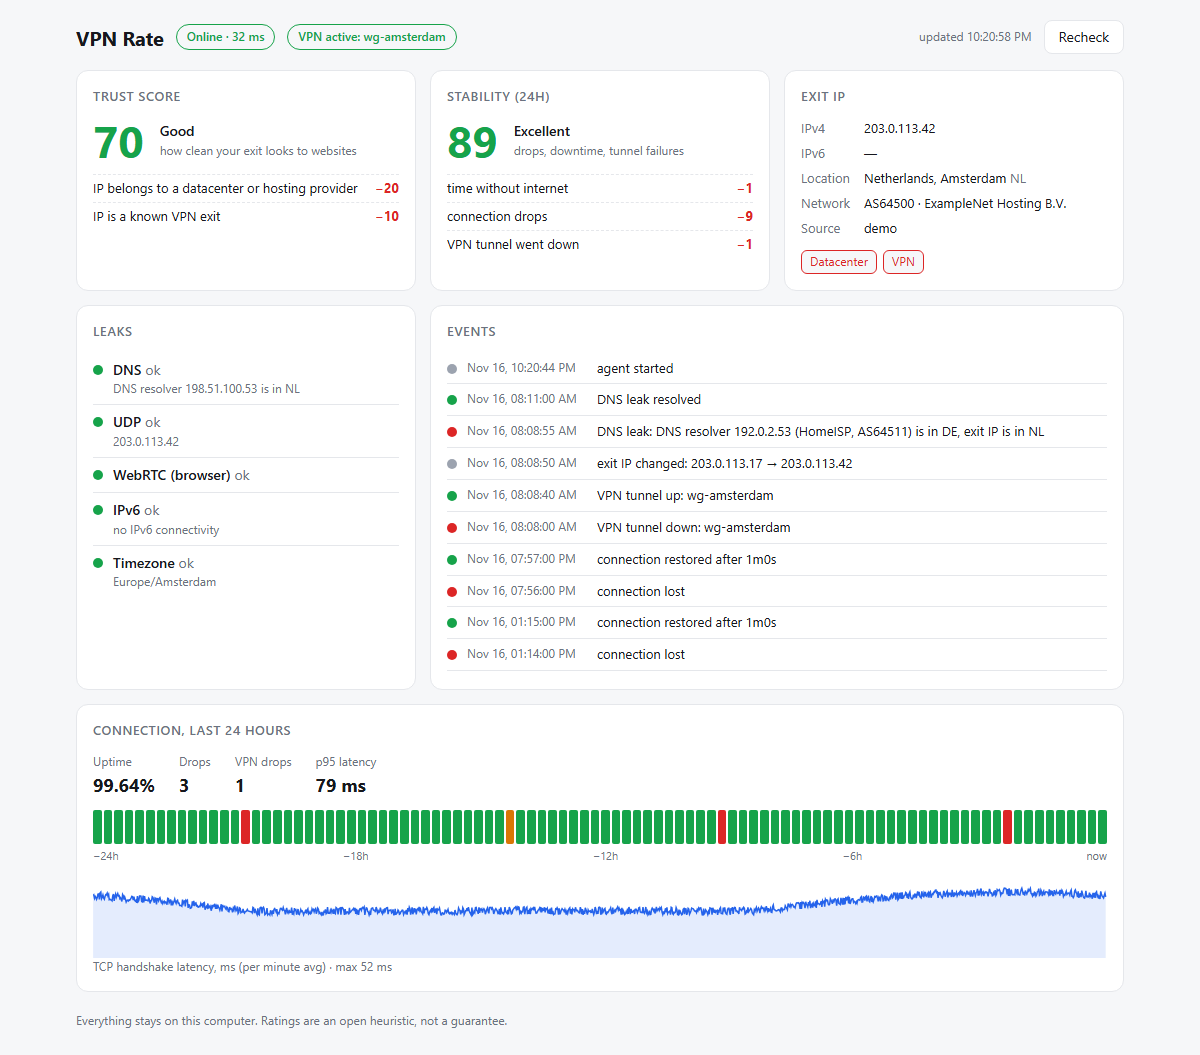 VPN Rate
Online · 32 ms
VPN active: wg-amsterdam
updated 10:20:58 PM
Recheck
TRUST SCORE
70
Good
how clean your exit looks to websites
IP belongs to a datacenter or hosting provider −20
IP is a known VPN exit −10
STABILITY (24H)
89
Excellent
drops, downtime, tunnel failures
time without internet −1
connection drops −9
VPN tunnel went down −1
EXIT IP
IPv4 203.0.113.42
IPv6 —
Location Netherlands, Amsterdam NL
Network AS64500 · ExampleNet Hosting B.V.
Source demo
Datacenter VPN
LEAKS
DNS ok
DNS resolver 198.51.100.53 is in NL
UDP ok
203.0.113.42
WebRTC (browser) ok
IPv6 ok
no IPv6 connectivity
Timezone ok
Europe/Amsterdam
EVENTS
Nov 16, 10:20:44 PM agent started
Nov 16, 08:11:00 AM DNS leak resolved
Nov 16, 08:08:55 AM DNS leak: DNS resolver 192.0.2.53 (HomeISP, AS64511) is in DE, exit IP is in NL
Nov 16, 08:08:50 AM exit IP changed: 203.0.113.17 → 203.0.113.42
Nov 16, 08:08:40 AM VPN tunnel up: wg-amsterdam
Nov 16, 08:08:00 AM VPN tunnel down: wg-amsterdam
Nov 16, 07:57:00 PM connection restored after 1m0s
Nov 16, 07:56:00 PM connection lost
Nov 16, 01:15:00 PM connection restored after 1m0s
Nov 16, 01:14:00 PM connection lost
CONNECTION, LAST 24 HOURS
Uptime Drops VPN drops p95 latency
99.64% 3 1 79 ms
−24h −18h −12h −6h now
TCP handshake latency, ms (per minute avg) · max 52 ms
Everything stays on this computer. Ratings are an open heuristic, not a guarantee.